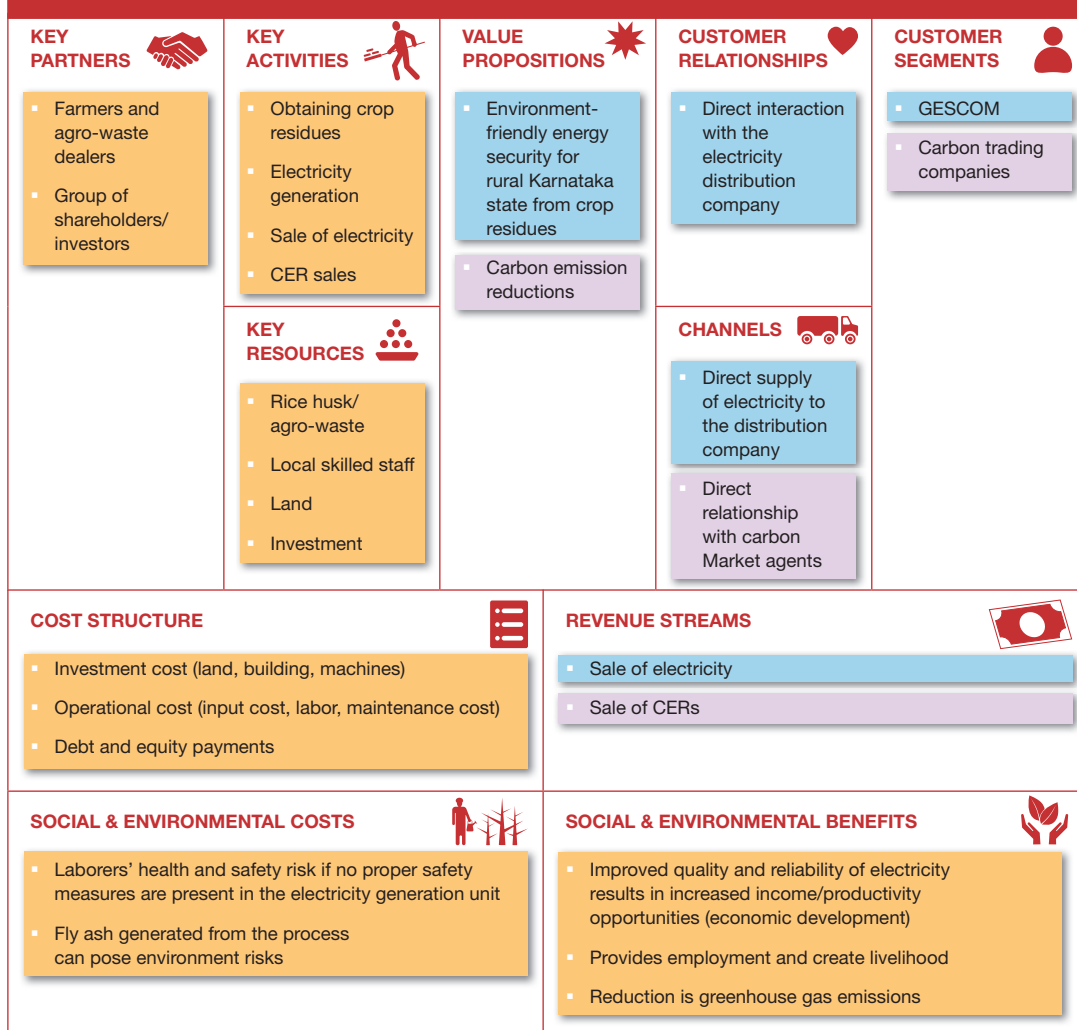 KEY
PARTNERS
Farmers and
agro-waste
dealers
Group of
shareholders/
investors
KEY
ACTIVITIES
Obtaining crop
residues
Electricity
generation
Sale of electricity
CER sales
KEY
RESOURCES
Rice husk/
agro-waste
Local skilled staff
Land
Investment
VALUE
PROPOSITIONS
Environment-
friendly energy
security for
rural Karnataka
state from crop
residues
Carbon emission
reductions
CUSTOMER
RELATIONSHIPS
Direct interaction
with the
electricity
distribution
company
CHANNELS
Direct supply
of electricity to
the distribution
company
Direct
relationship
with carbon
Market agents
CUSTOMER
SEGMENTS
GESCOM
Carbon trading
companies
COST STRUCTURE
Investment cost (land, building, machines)
Operational cost (input cost, labor, maintenance cost)
Debt and equity payments
REVENUE STREAMS
Sale of electricity
Sale of CERs
SOCIAL & ENVIRONMENTAL COSTS
Laborers' health and safety risk if no proper safety
measures are present in the electricity generation unit
Fly ash generated from the process
can pose environment risks
SOCIAL & ENVIRONMENTAL BENEFITS
Improved quality and reliability of electricity
results in increased income/productivity
opportunities (economic development)
Provides employment and create livelihood
Reduction is greenhouse gas emissions